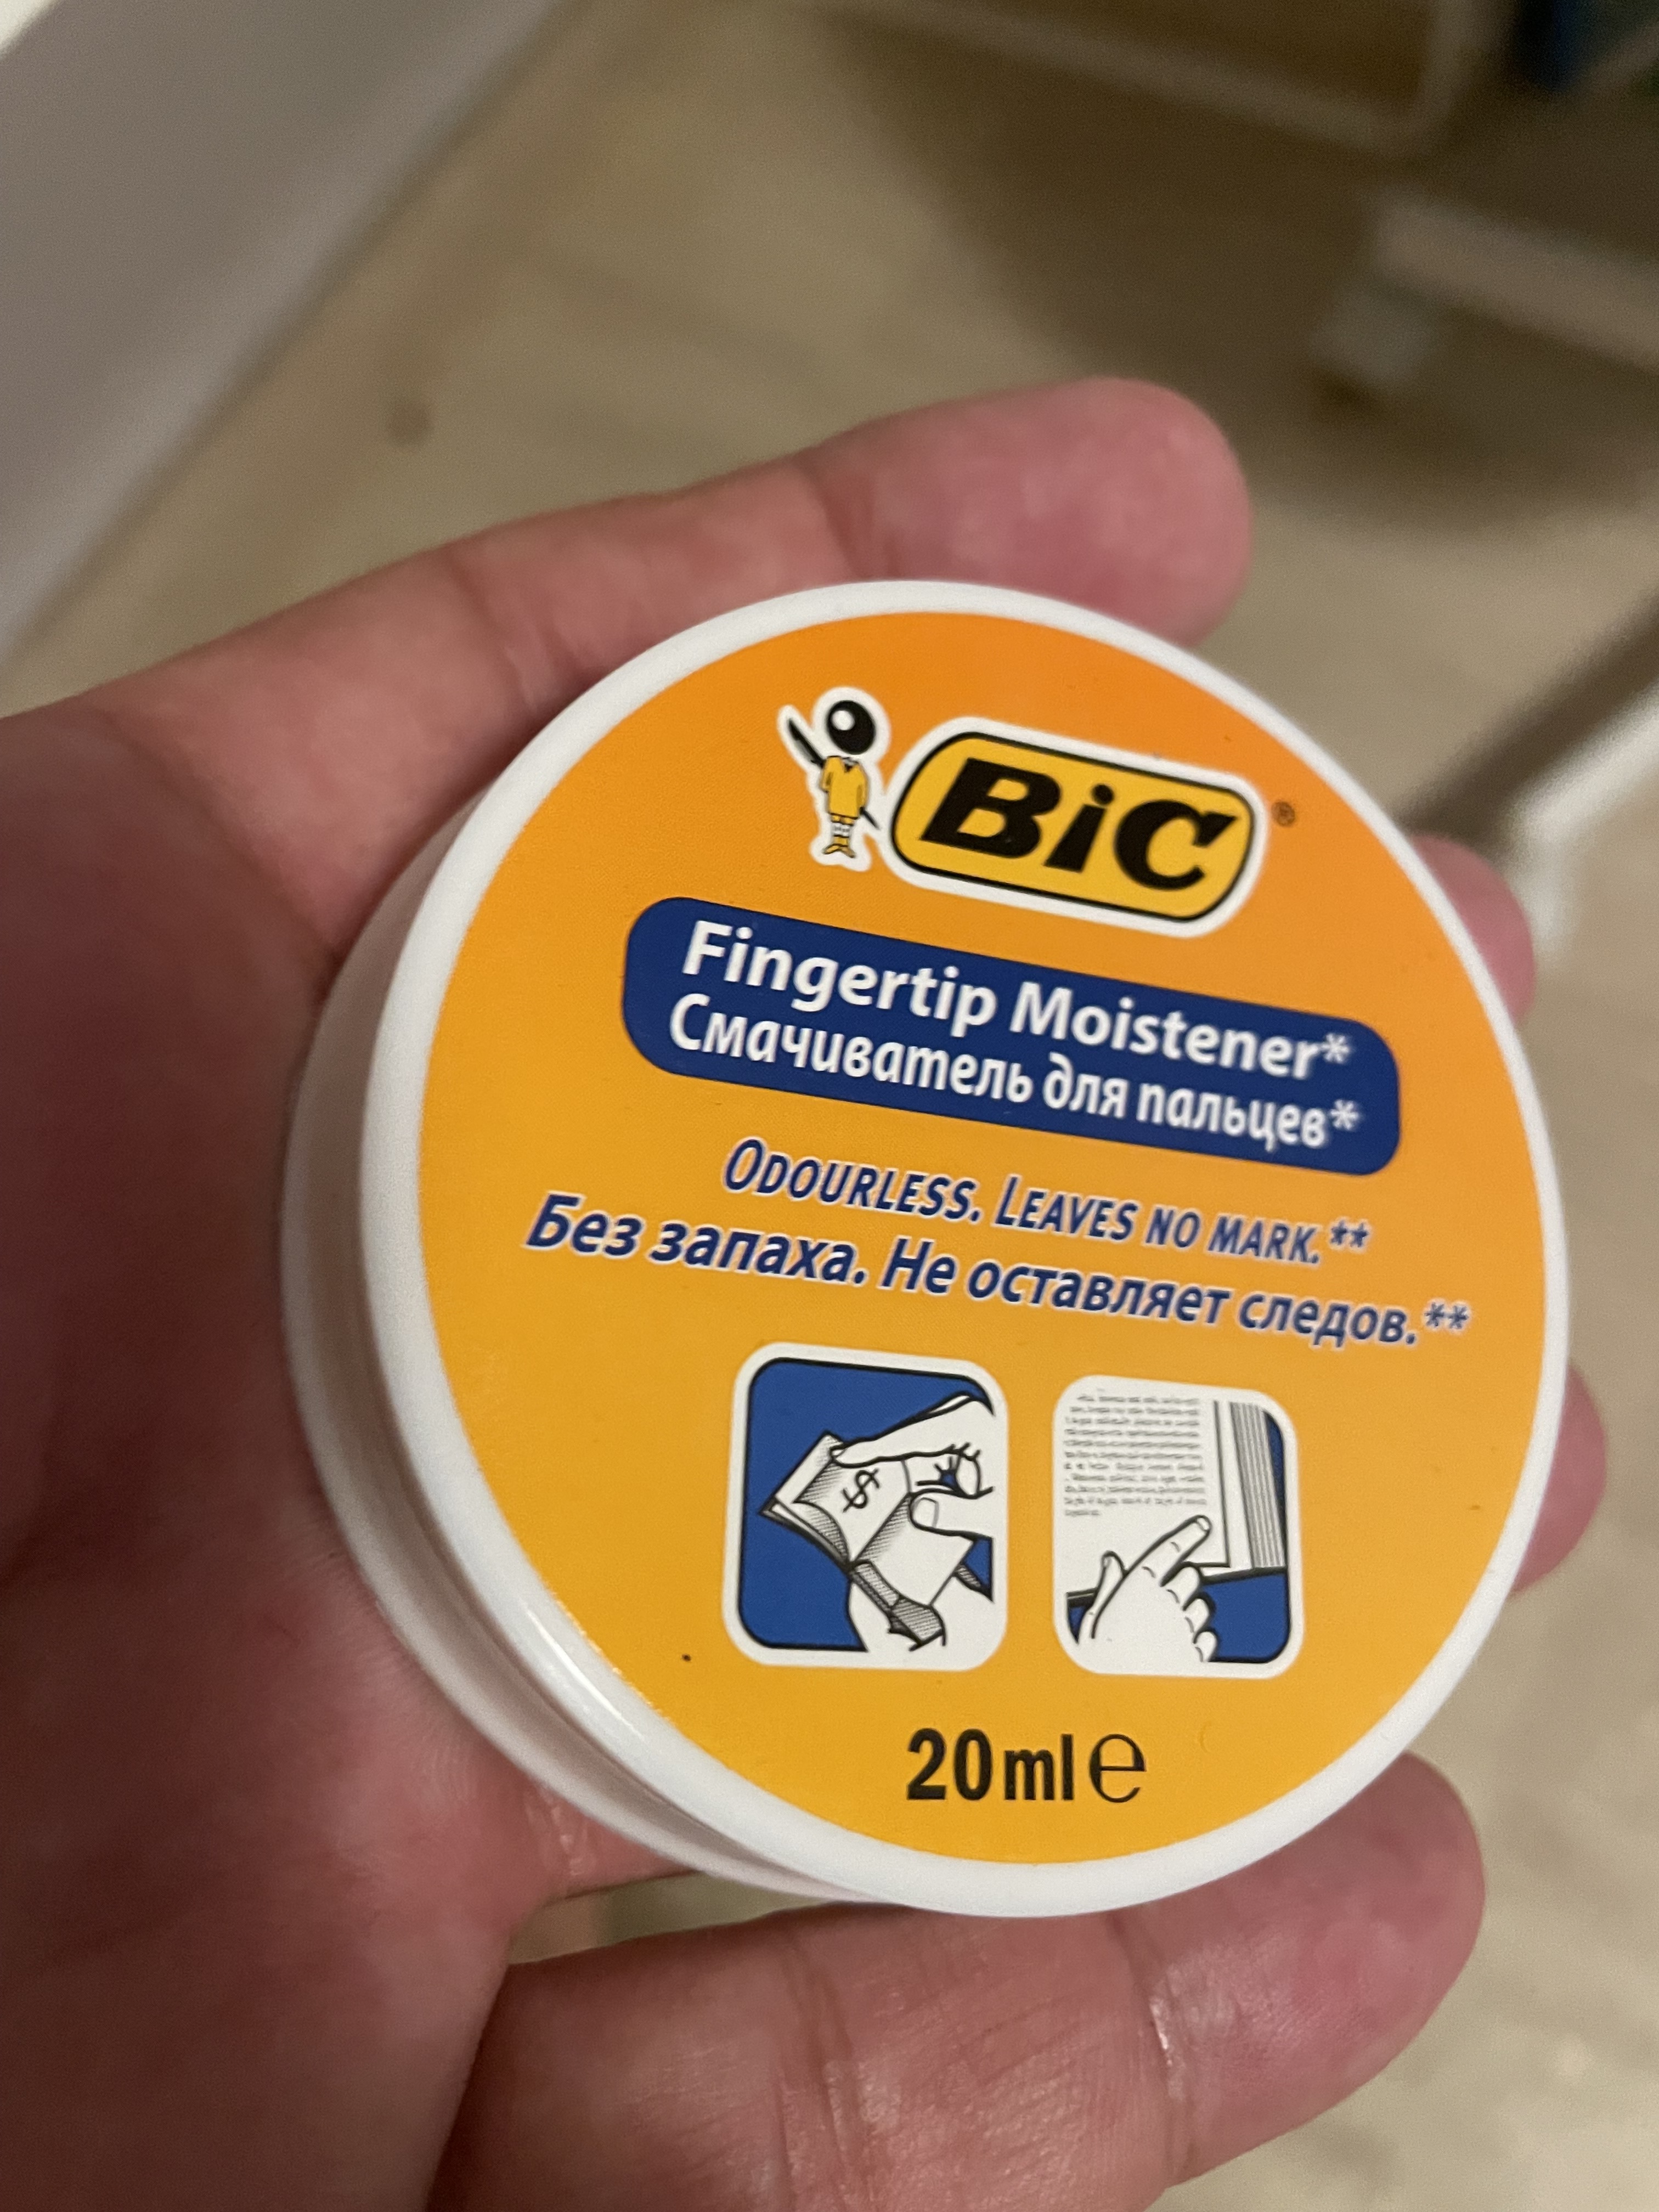 BiC®
Fingertip Moistener*
Смачиватель для пальцев*
ODOURLESS. LEAVES NO MARK.**
Без запаха. Не оставляет следов.**
$
20ml ℮